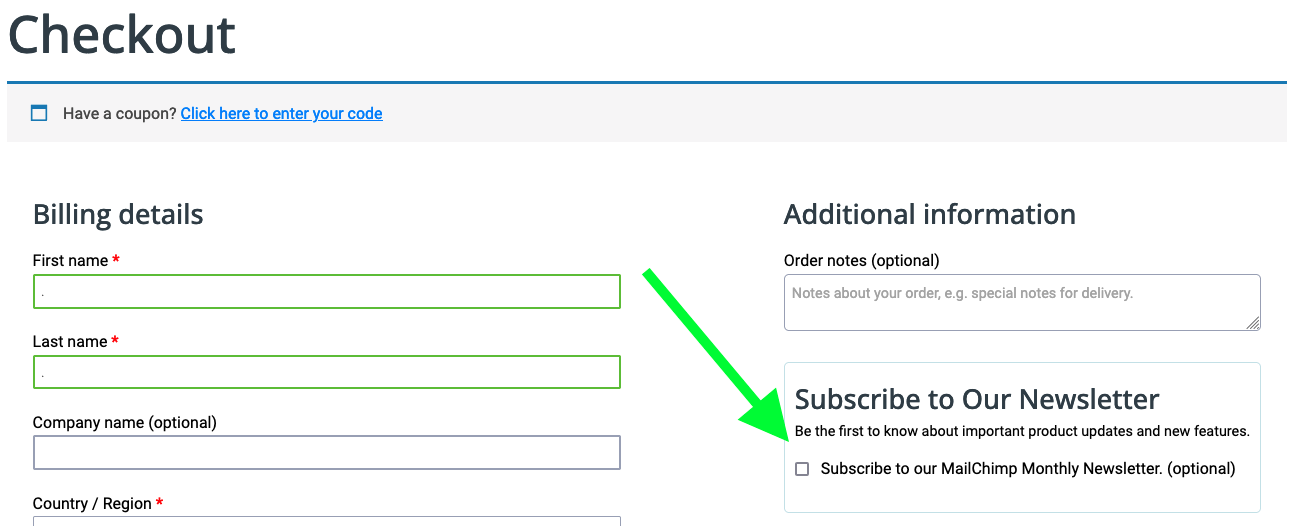 Checkout
Have a coupon? Click here to enter your code
Billing details
First name *
.
Last name *
.
Company name (optional)
Country / Region *
Additional information
Order notes (optional)
Notes about your order, e.g. special notes for delivery.
Subscribe to Our Newsletter
Be the first to know about important product updates and new features.
Subscribe to our MailChimp Monthly Newsletter. (optional)